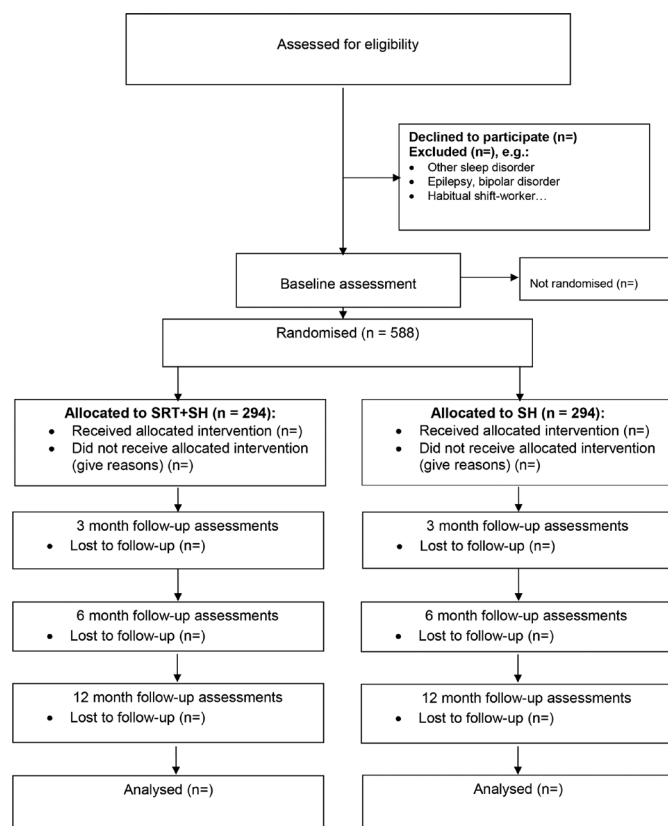 Assessed for eligibility
Declined to participate (n=)
Excluded (n=), e.g.:
• Other sleep disorder
• Epilepsy, bipolar disorder
• Habitual shift-worker…
Baseline assessment
Not randomised (n=)
Randomised (n = 588)
Allocated to SRT+SH (n = 294):
• Received allocated intervention (n=)
• Did not receive allocated intervention
(give reasons) (n=)
Allocated to SH (n = 294):
• Received allocated intervention (n=)
• Did not receive allocated intervention
(give reasons) (n=)
3 month follow-up assessments
• Lost to follow-up (n=)
3 month follow-up assessments
• Lost to follow-up (n=)
6 month follow-up assessments
• Lost to follow-up (n=)
6 month follow-up assessments
• Lost to follow-up (n=)
12 month follow-up assessments
• Lost to follow-up (n=)
12 month follow-up assessments
• Lost to follow-up (n=)
Analysed (n=)
Analysed (n=)